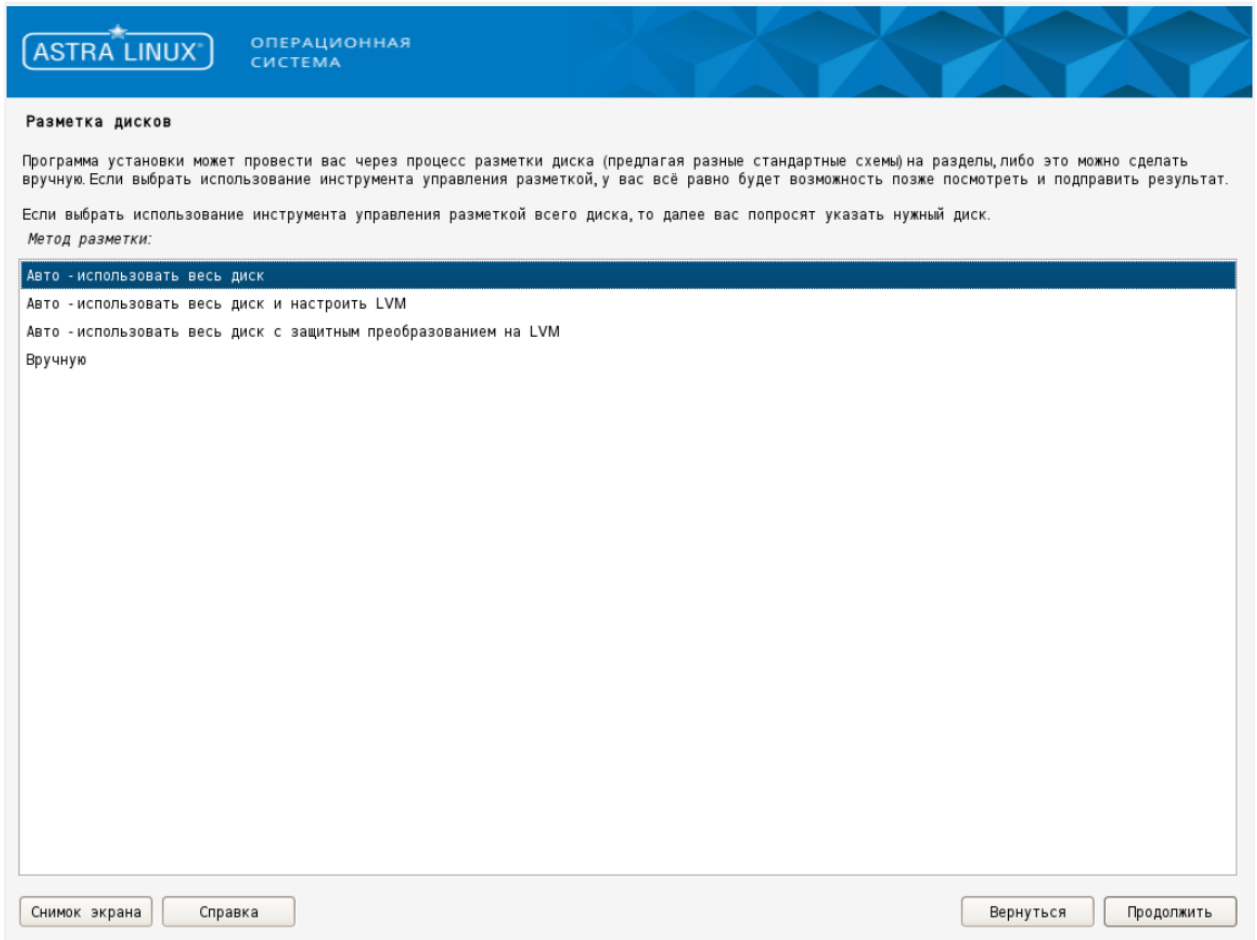 ASTRA LINUX®
ОПЕРАЦИОННАЯ
СИСТЕМА
Разметка дисков
Программа установки может провести вас через процесс разметки диска (предлагая разные стандартные схемы) на разделы, либо это можно сделать
вручную. Если выбрать использование инструмента управления разметкой, у вас всё равно будет возможность позже посмотреть и подправить результат.
Если выбрать использование инструмента управления разметкой всего диска, то далее вас попросят указать нужный диск.
Метод разметки:
Авто - использовать весь диск
Авто - использовать весь диск и настроить LVM
Авто - использовать весь диск с защитным преобразованием на LVM
Вручную
Снимок экрана Справка Вернуться Продолжить